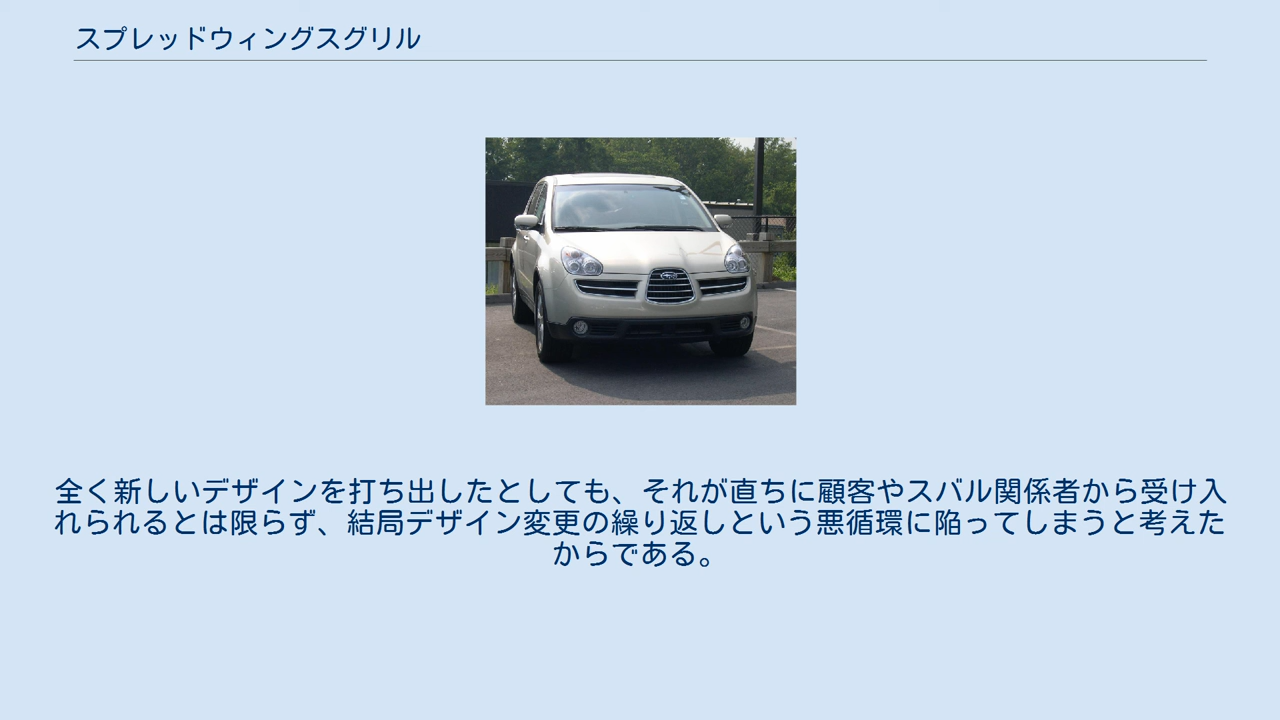 スプレッドウィングスグリル
全く新しいデザインを打ち出したとしても、それが直ちに顧客やスバル関係者から受け入
れられるとは限らず、結局デザイン変更の繰り返しという悪循環に陥ってしまうと考えた
からである。